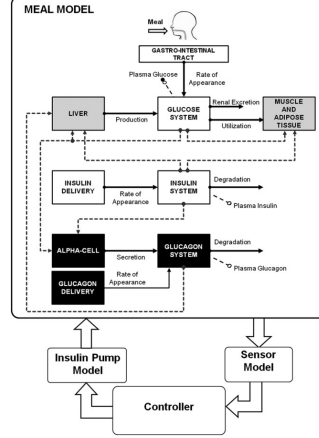 MEAL MODEL
Meal
GASTRO-INTESTINAL
TRACT
Plasma Glucose
Rate of
Appearance
LIVER
Production
GLUCOSE
SYSTEM
Renal Excretion
Utilization
MUSCLE
AND
ADIPOSE
TISSUE
INSULIN
DELIVERY
Rate of
Appearance
INSULIN
SYSTEM
Degradation
Plasma Insulin
ALPHA-CELL
Secretion
GLUCAGON
SYSTEM
Degradation
Plasma Glucagon
GLUCAGON
DELIVERY
Rate of
Appearance
Insulin Pump
Model
Sensor
Model
Controller